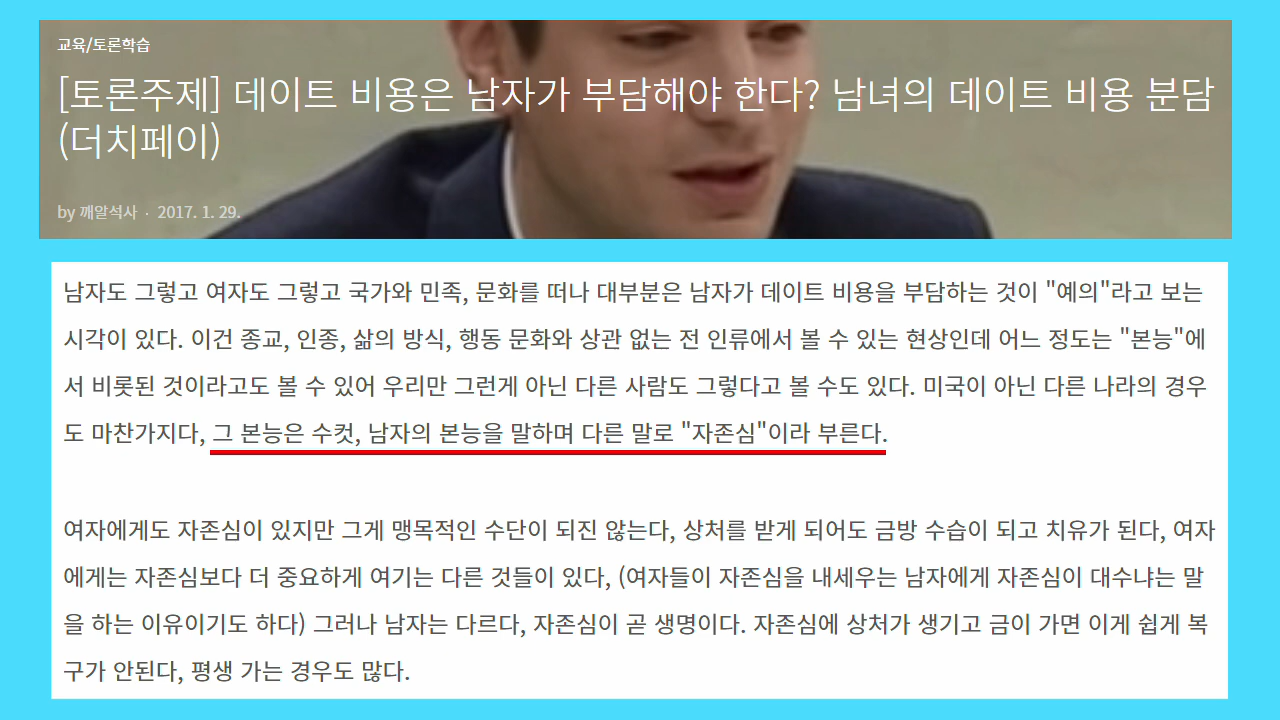 교육/토론학습
[토론주제] 데이트 비용은 남자가 부담해야 한다? 남녀의 데이트 비용 분담
(더치페이)
by 깨알석사 · 2017. 1. 29.
남자도 그렇고 여자도 그렇고 국가와 민족, 문화를 떠나 대부분은 남자가 데이트 비용을 부담하는 것이 "예의"라고 보는
시각이 있다. 이건 종교, 인종, 삶의 방식, 행동 문화와 상관 없는 전 인류에서 볼 수 있는 현상인데 어느 정도는 "본능"에
서 비롯된 것이라고도 볼 수 있어 우리만 그런게 아닌 다른 사람도 그렇다고 볼 수도 있다. 미국이 아닌 다른 나라의 경우
도 마찬가지다, 그 본능은 수컷, 남자의 본능을 말하며 다른 말로 "자존심"이라 부른다.
여자에게도 자존심이 있지만 그게 맹목적인 수단이 되진 않는다, 상처를 받게 되어도 금방 수습이 되고 치유가 된다, 여자
에게는 자존심보다 더 중요하게 여기는 다른 것들이 있다, (여자들이 자존심을 내세우는 남자에게 자존심이 대수냐는 말
을 하는 이유이기도 하다) 그러나 남자는 다르다, 자존심이 곧 생명이다. 자존심에 상처가 생기고 금이 가면 이게 쉽게 복
구가 안된다, 평생 가는 경우도 많다.